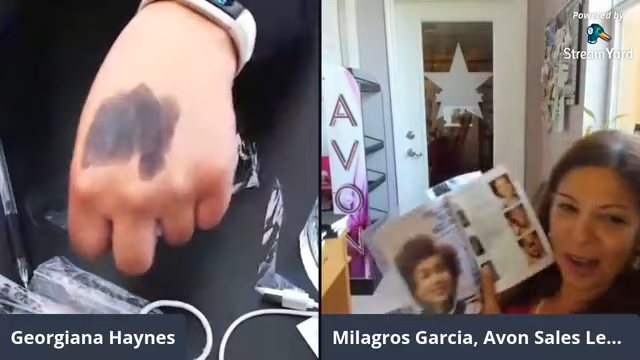 Powered by
StreamYard
AVON
Georgiana Haynes
Milagros Garcia, Avon Sales Le...